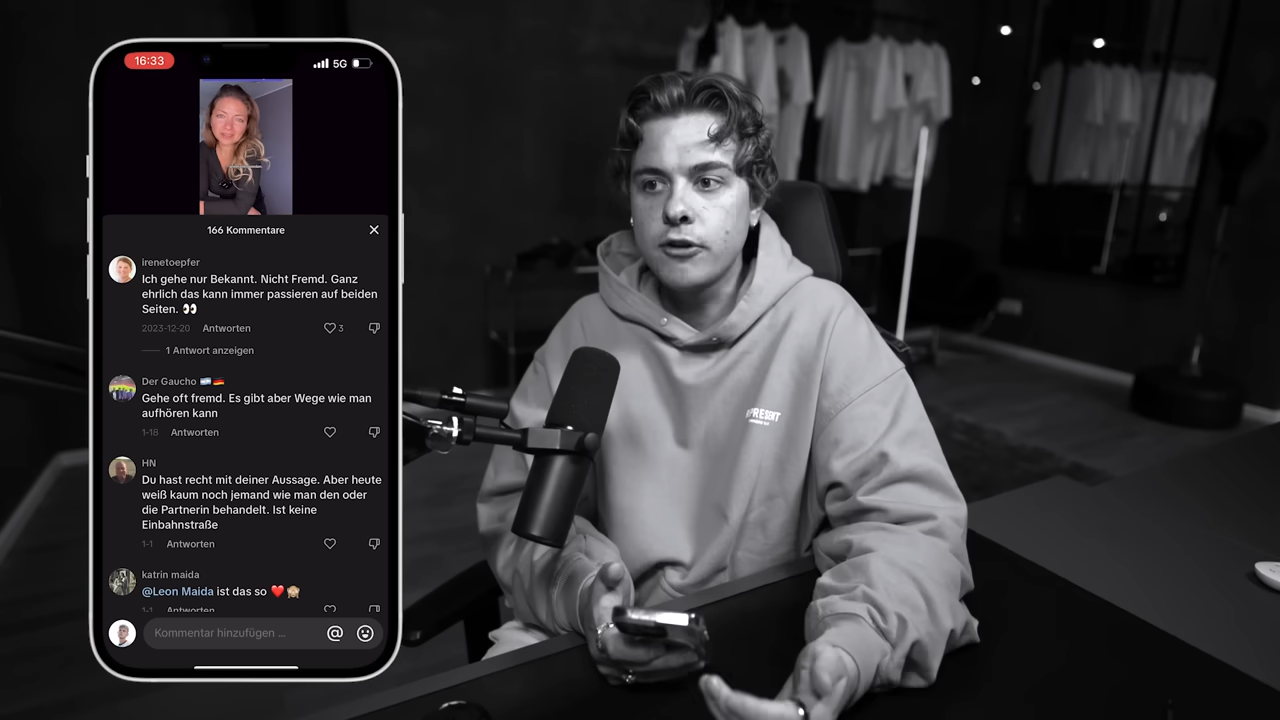 16:33
5G
166 Kommentare
irenetoepfer
Ich gehe nur Bekannt. Nicht Fremd. Ganz
ehrlich das kann immer passieren auf beiden
Seiten. 👀
2023-12-20 Antworten 3
1 Antwort anzeigen
Der Gaucho 🇦🇷🇩🇪
Gehe oft fremd. Es gibt aber Wege wie man
aufhören kann
1-18 Antworten
HN
Du hast recht mit deiner Aussage. Aber heute
weiß kaum noch jemand wie man den oder
die Partnerin behandelt. Ist keine
Einbahnstraße
1-1 Antworten
katrin maida
@Leon Maida ist das so ❤️🙈
1-1 Antworten
Kommentar hinzufügen ...